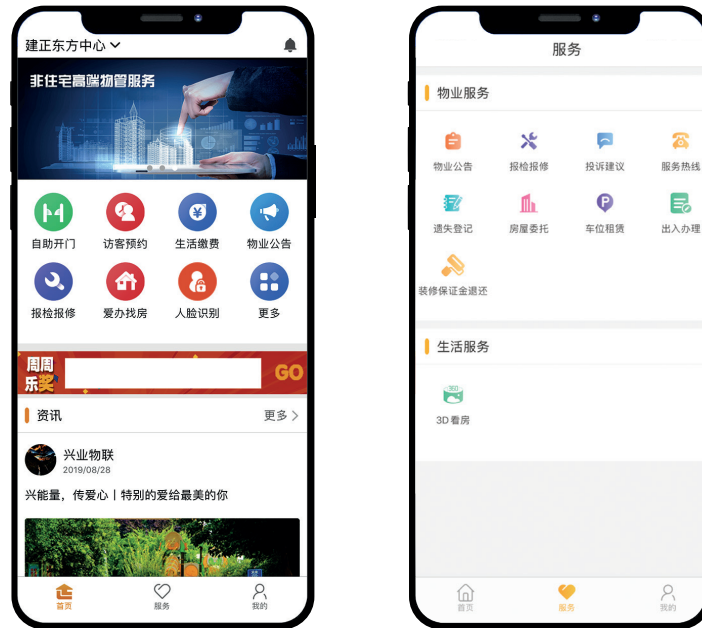 建正东方中心
非住宅高端物管服务
自助开门 访客预约 生活缴费 物业公告
报检报修 爱办找房 人脸识别 更多
周周
乐奖
GO
资讯 更多
兴业物联
2019/08/28
兴能量，传爱心丨特别的爱给最美的你
首页 服务 我的
服务
物业服务
物业公告 报检报修 投诉建议 服务热线
P
遗失登记 房屋委托 车位租赁 出入办理
装修保证金退还
生活服务
360
3D看房
首页 服务 我的